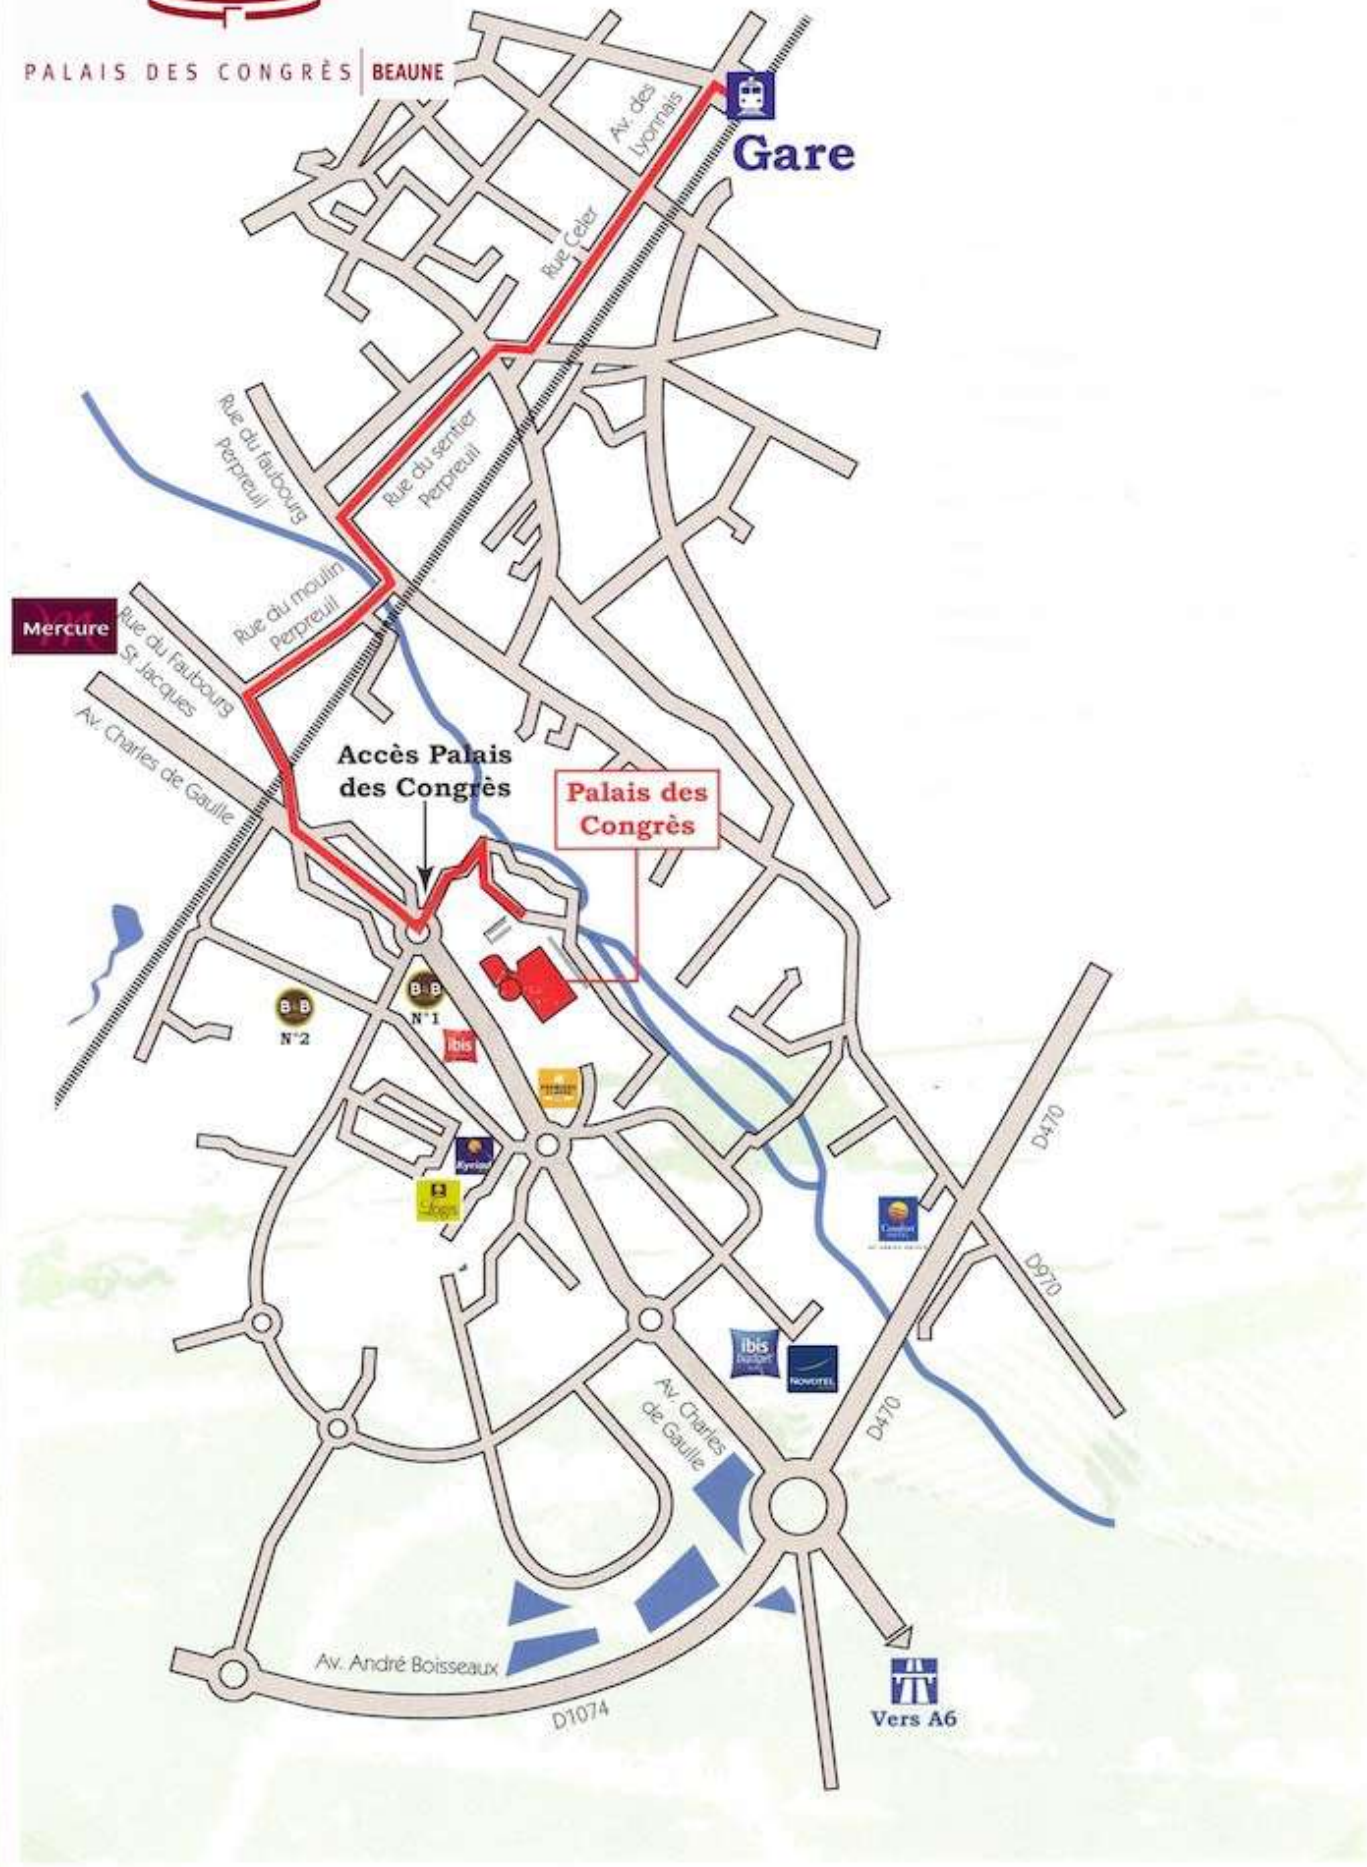 PALAIS DES CONGRÈS BEAUNE
Av. des
Lyonnais
Gare
Rue Celer
Rue du faubourg
Perpreuil
Rue du sentier
Perpreuil
Rue du moulin
Perpreuil
Mercure
Rue du Faubourg
St Jacques
Av. Charles de Gaulle
Accès Palais
des Congrès
Palais des
Congrès
B&B
N°2
B&B
N°1
ibis
Kyriad
Logis
Comfort
D470
D970
ibis
budget
NOVOTEL
Av. Charles
de Gaulle
D470
Av. André Boisseaux
D1074
Vers A6